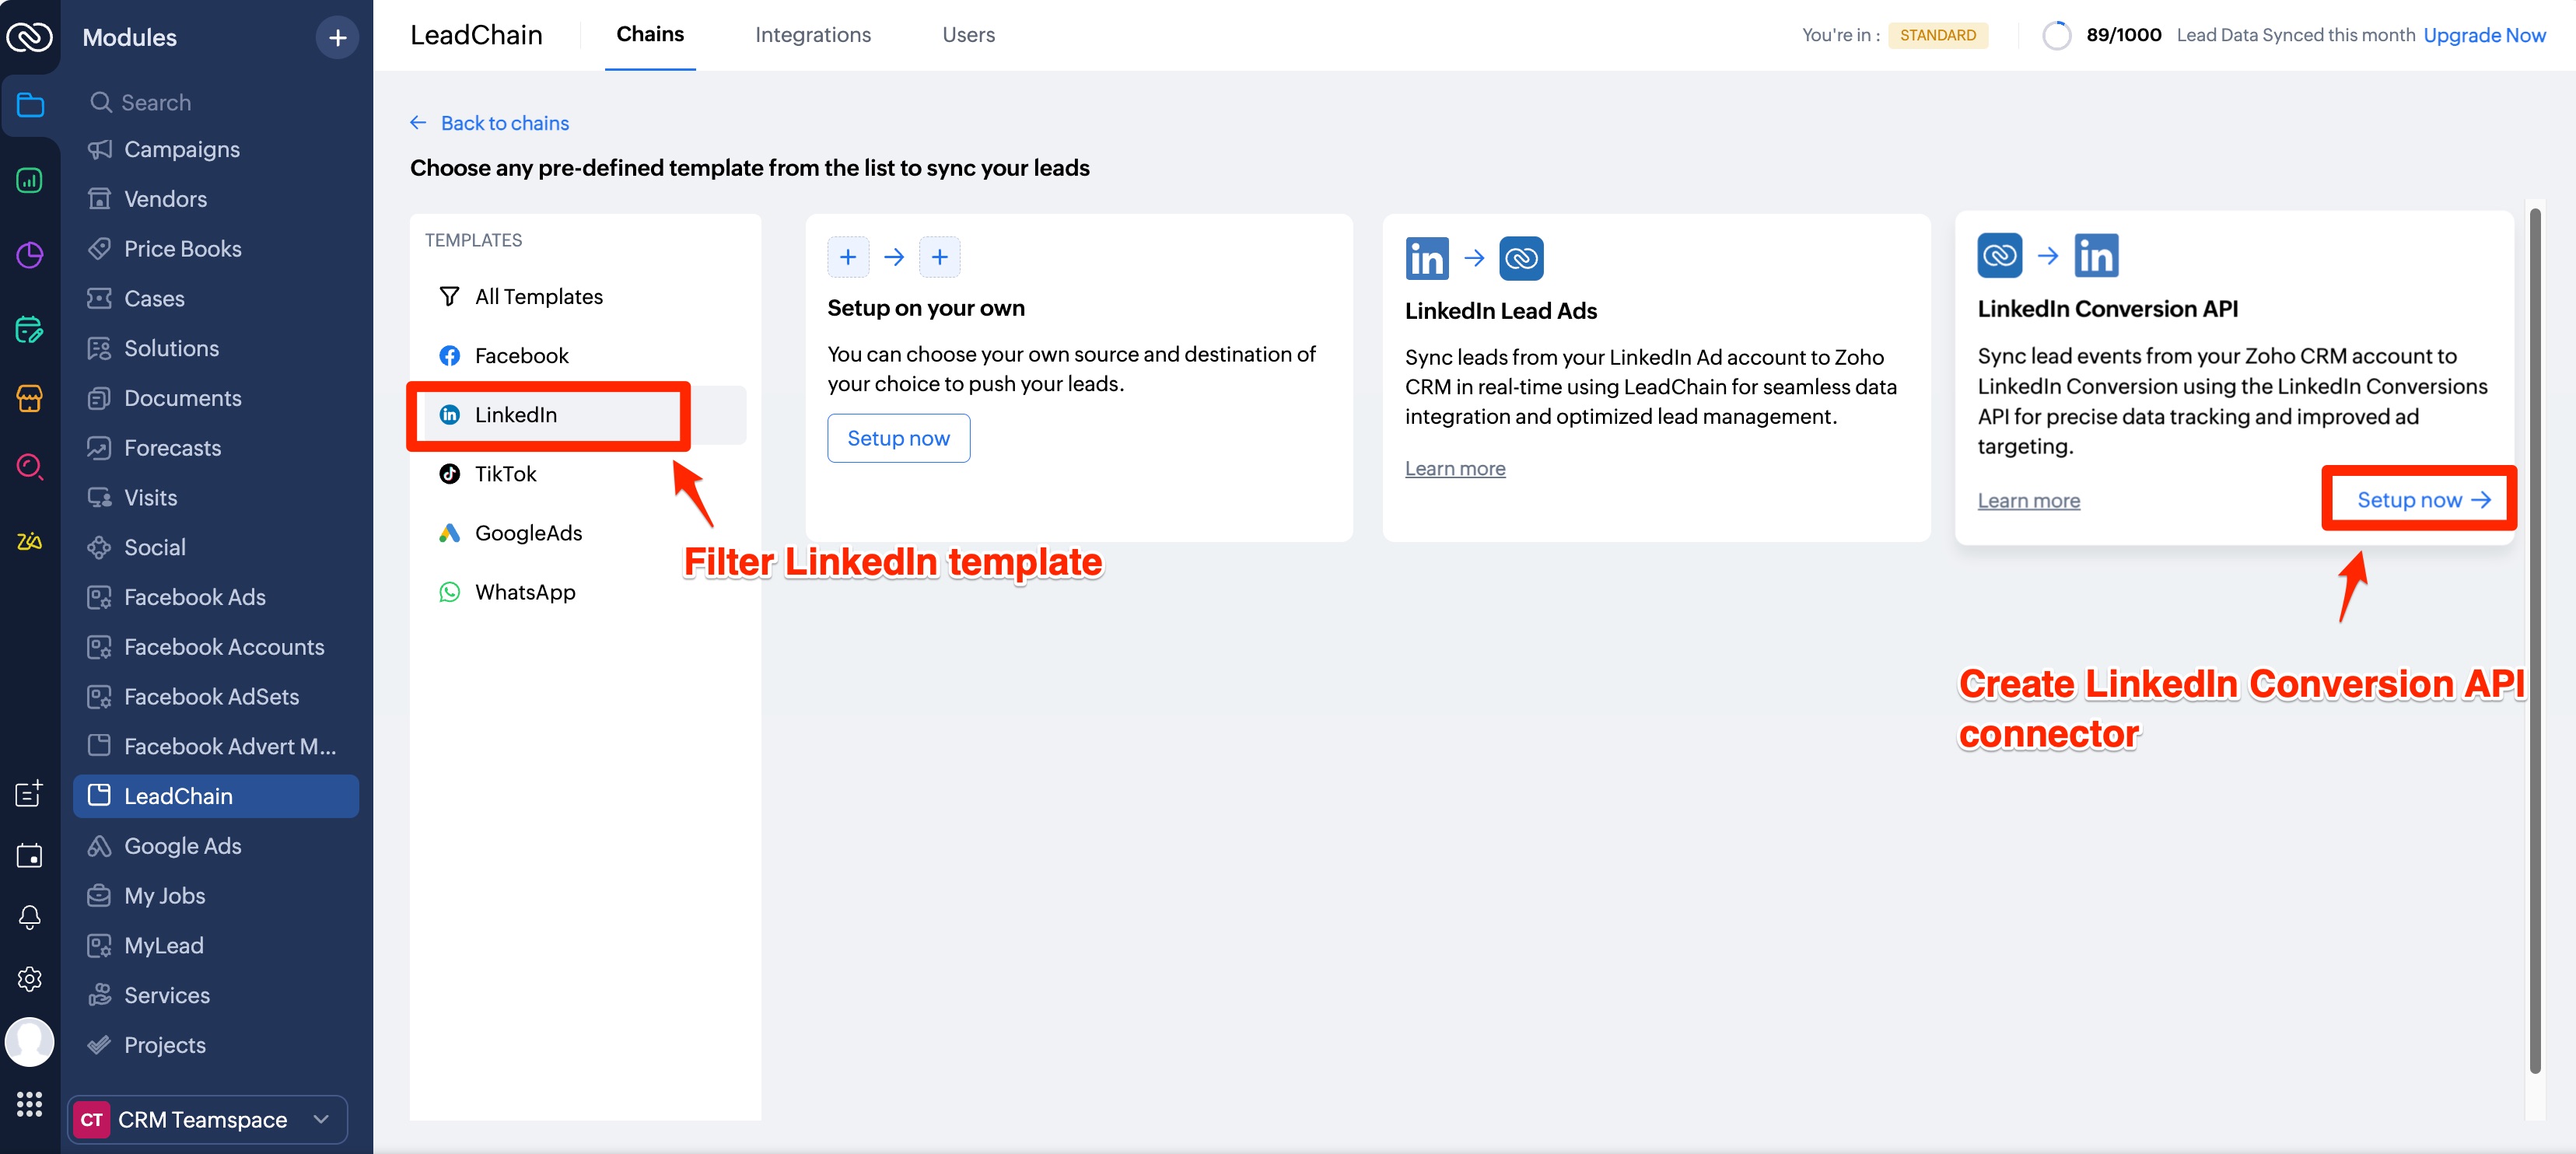 Modules
Search
Campaigns
Vendors
Price Books
Cases
Solutions
Documents
Forecasts
Visits
Social
Facebook Ads
Facebook Accounts
Facebook AdSets
Facebook Advert M...
LeadChain
Google Ads
My Jobs
MyLead
Services
Projects
CT CRM Teamspace
LeadChain
Chains
Integrations
Users
You're in : STANDARD
89/1000 Lead Data Synced this month Upgrade Now
Back to chains
Choose any pre-defined template from the list to sync your leads
TEMPLATES
All Templates
Facebook
in LinkedIn
TikTok
GoogleAds
WhatsApp
Filter LinkedIn template
Setup on your own
You can choose your own source and destination of
your choice to push your leads.
Setup now
in
LinkedIn Lead Ads
Sync leads from your LinkedIn Ad account to Zoho
CRM in real-time using LeadChain for seamless data
integration and optimized lead management.
Learn more
in
LinkedIn Conversion API
Sync lead events from your Zoho CRM account to
LinkedIn Conversion using the LinkedIn Conversions
API for precise data tracking and improved ad
targeting.
Learn more
Setup now
Create LinkedIn Conversion API
connector